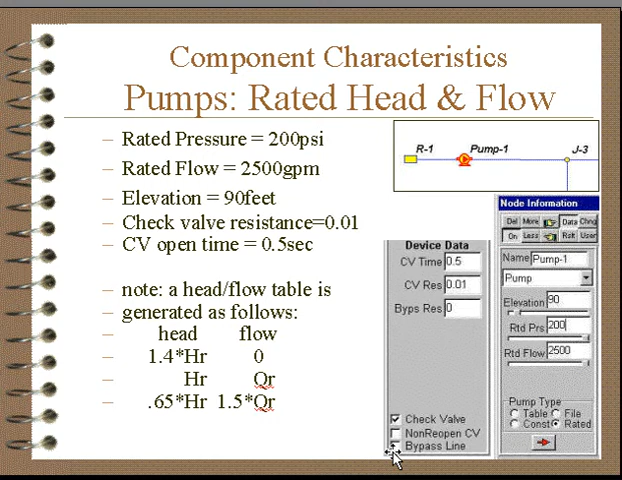 Component Characteristics
Pumps: Rated Head & Flow
– Rated Pressure = 200psi
– Rated Flow = 2500gpm
– Elevation = 90feet
– Check valve resistance=0.01
– CV open time = 0.5sec
– note: a head/flow table is
– generated as follows:
– head flow
– 1.4*Hr 0
– Hr Qr
– .65*Hr 1.5*Qr
R-1 Pump-1 J-3
Device Data
CV Time 0.5
CV Res 0.01
Byps Res 0
Check Valve
NonReopen CV
Bypass Line
Node Information
Del More Data Chng
On Less Rslt User
Name Pump-1
Pump
Elevation 90
Rtd Prs 200
Rtd Flow 2500
Pump Type
Table File
Const Rated